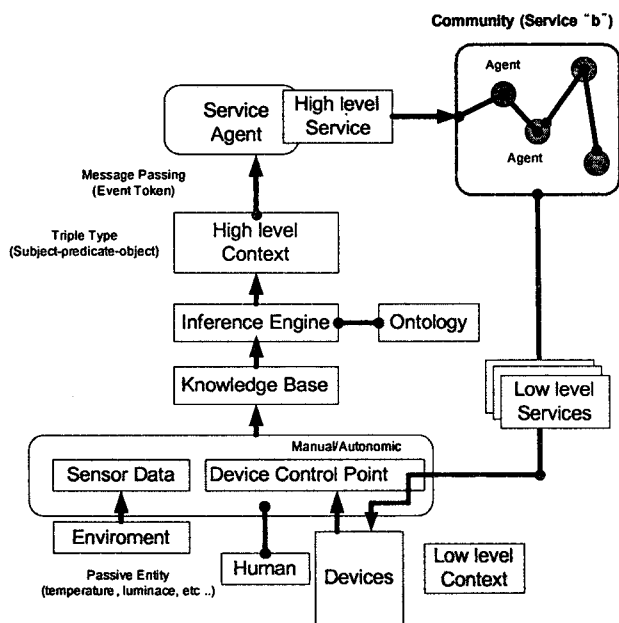 Community (Service "b")
Agent
Agent
Service
Agent
High level
Service
Message Passing
(Event Token)
Triple Type
(Subject-predicate-object)
High level
Context
Inference Engine
Ontology
Knowledge Base
Low level
Services
Manual/Autonomic
Sensor Data
Device Control Point
Enviroment
Human
Passive Entity
(temperature, luminace, etc ..)
Devices
Low level
Context